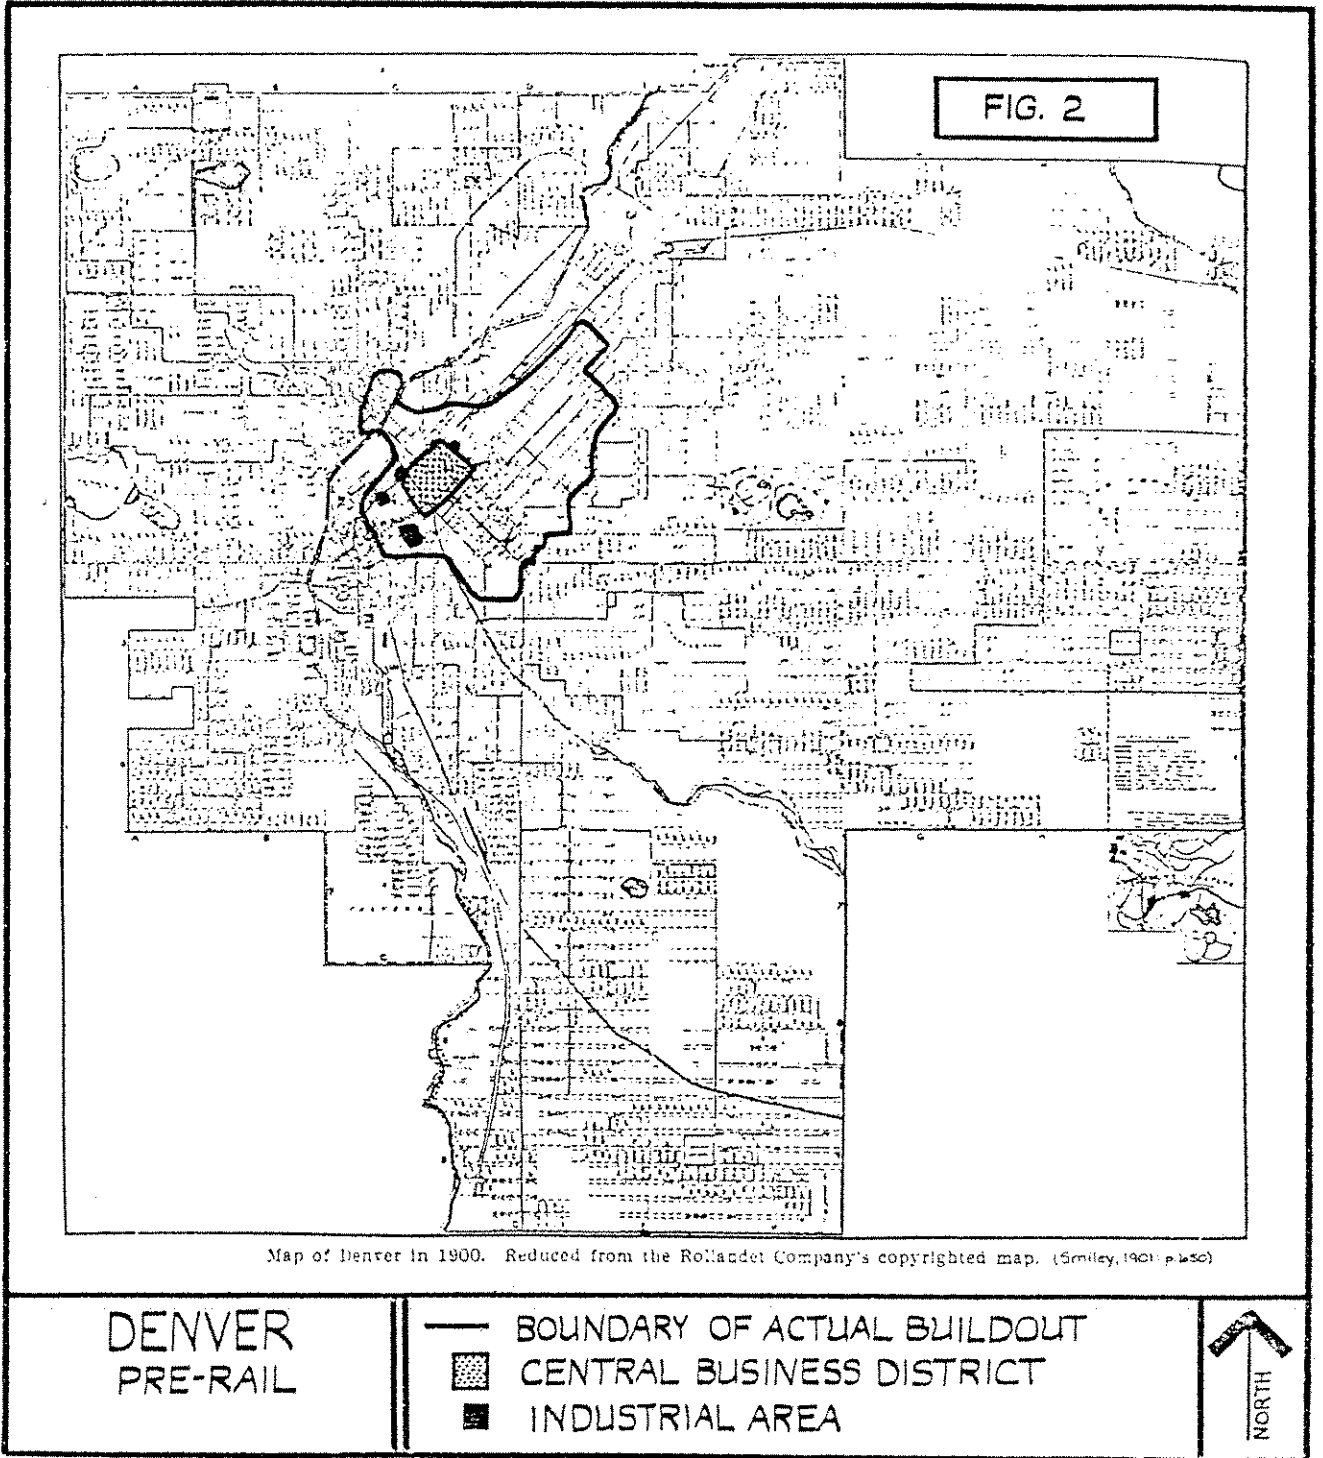 FIG. 2
Map of Denver in 1900. Reduced from the Rollandet Company's copyrighted map. (Smiley, 1901: p. 650)
DENVER
PRE-RAIL
BOUNDARY OF ACTUAL BUILDOUT
CENTRAL BUSINESS DISTRICT
INDUSTRIAL AREA
NORTH